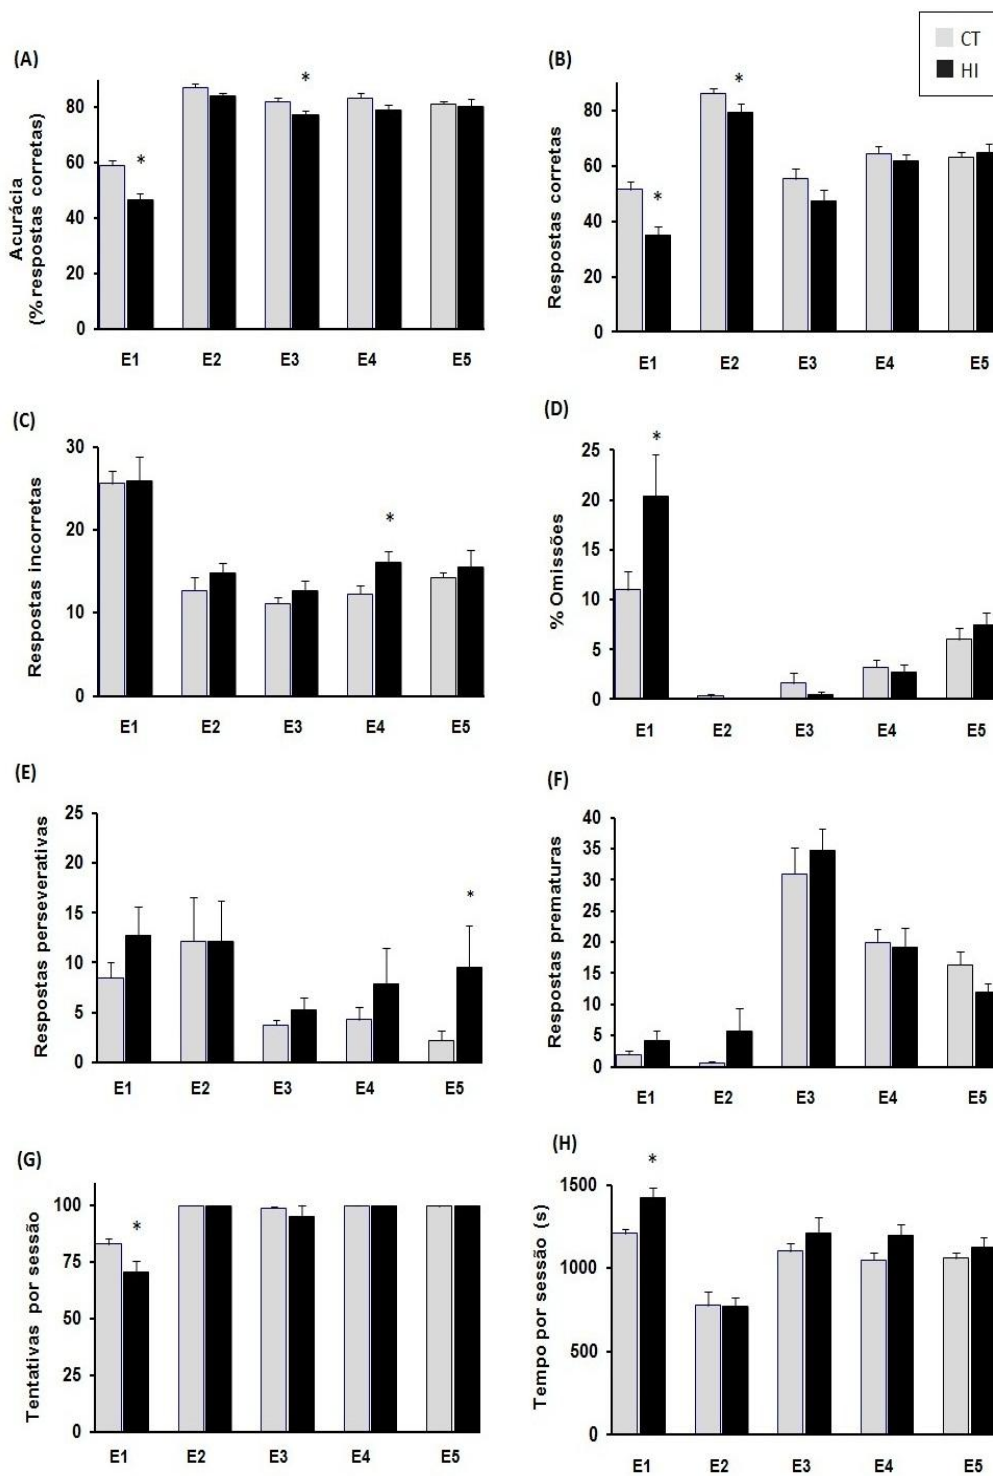 CT
HI
(A)
*
*
Acurácia
(% respostas corretas)
80
60
40
20
0
E1 E2 E3 E4 E5
(B)
*
*
Respostas corretas
80
60
40
20
0
E1 E2 E3 E4 E5
(C)
*
Respostas incorretas
30
20
10
0
E1 E2 E3 E4 E5
(D)
*
% Omissões
25
20
15
10
5
0
E1 E2 E3 E4 E5
(E)
*
Respostas perseverativas
25
20
15
10
5
0
E1 E2 E3 E4 E5
(F)
Respostas prematuras
40
35
30
25
20
15
10
5
0
E1 E2 E3 E4 E5
(G)
*
Tentativas por sessão
100
75
50
25
0
E1 E2 E3 E4 E5
(H)
*
Tempo por sessão (s)
1500
1000
500
0
E1 E2 E3 E4 E5